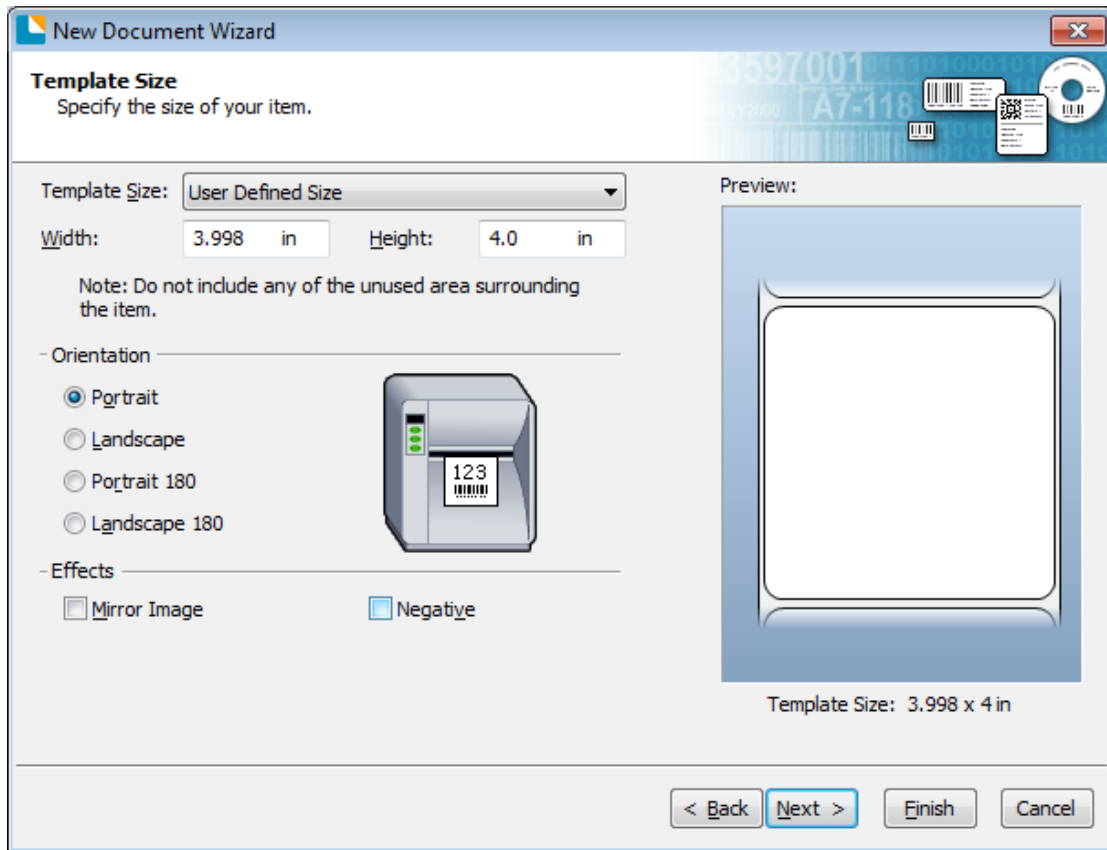 New Document Wizard
Template Size
Specify the size of your item.
3597001
A7-118
Template Size: User Defined Size
Preview:
Width: 3.998 in Height: 4.0 in
Note: Do not include any of the unused area surrounding
the item.
Orientation
Portrait
Landscape
Portrait 180
Landscape 180
123
Effects
Mirror Image Negative
Template Size: 3.998 x 4 in
< Back Next > Finish Cancel